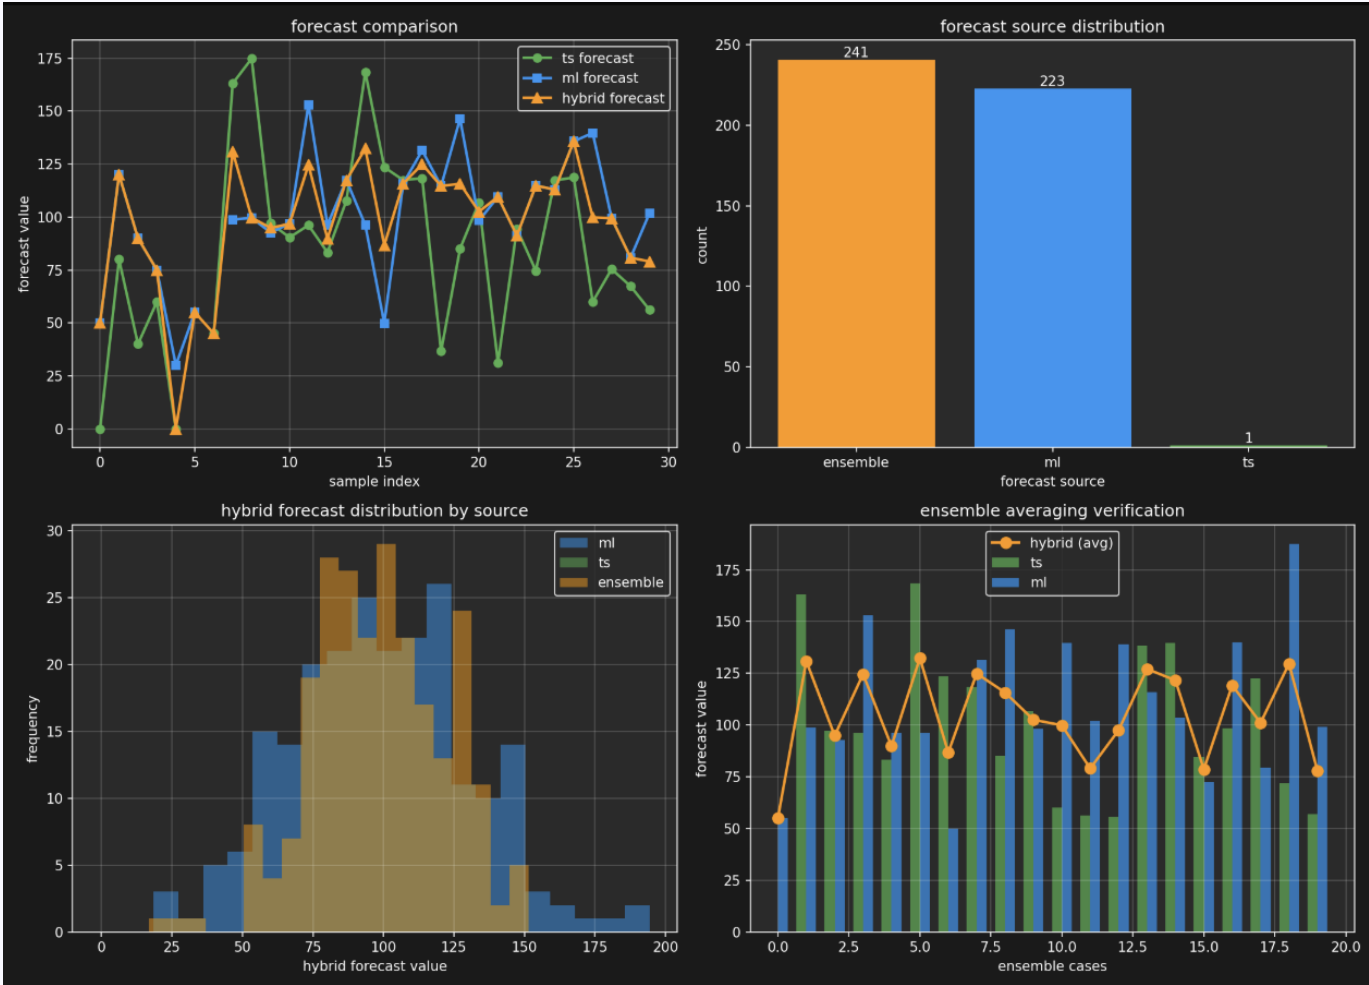 forecast comparison
forecast value
175
150
125
100
75
50
25
0
ts forecast
ml forecast
hybrid forecast
0
5
10
15
20
25
30
sample index
forecast source distribution
count
250
200
150
100
50
0
241
223
1
ensemble
ml
ts
forecast source
hybrid forecast distribution by source
frequency
30
25
20
15
10
5
0
ml
ts
ensemble
0
25
50
75
100
125
150
175
200
hybrid forecast value
ensemble averaging verification
forecast value
175
150
125
100
75
50
25
0
hybrid (avg)
ts
ml
0.0
2.5
5.0
7.5
10.0
12.5
15.0
17.5
20.0
ensemble cases